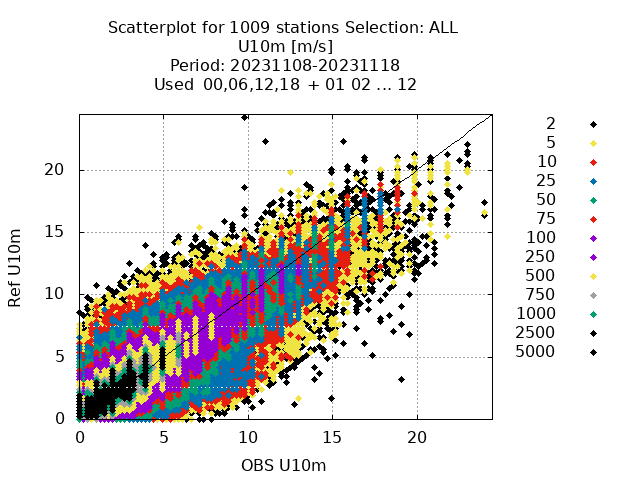 Scatterplot for 1009 stations Selection: ALL
U10m [m/s]
Period: 20231108-20231118
Used 00,06,12,18 + 01 02 ... 12
Ref U10m
20
15
10
5
0
0 5 10 15 20
OBS U10m
2
5
10
25
50
75
100
250
500
750
1000
2500
5000